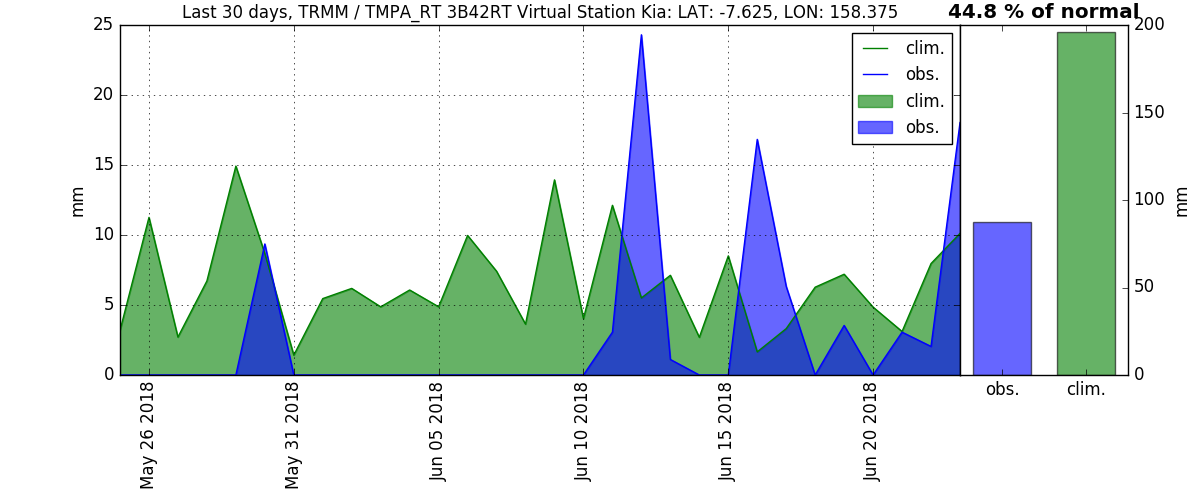 Last 30 days, TRMM / TMPA_RT 3B42RT Virtual Station Kia: LAT: -7.625, LON: 158.375
44.8 % of normal
25
20
15
10
5
0
mm
clim.
obs.
clim.
obs.
May 26 2018
May 31 2018
Jun 05 2018
Jun 10 2018
Jun 15 2018
Jun 20 2018
200
150
100
50
0
mm
obs.
clim.